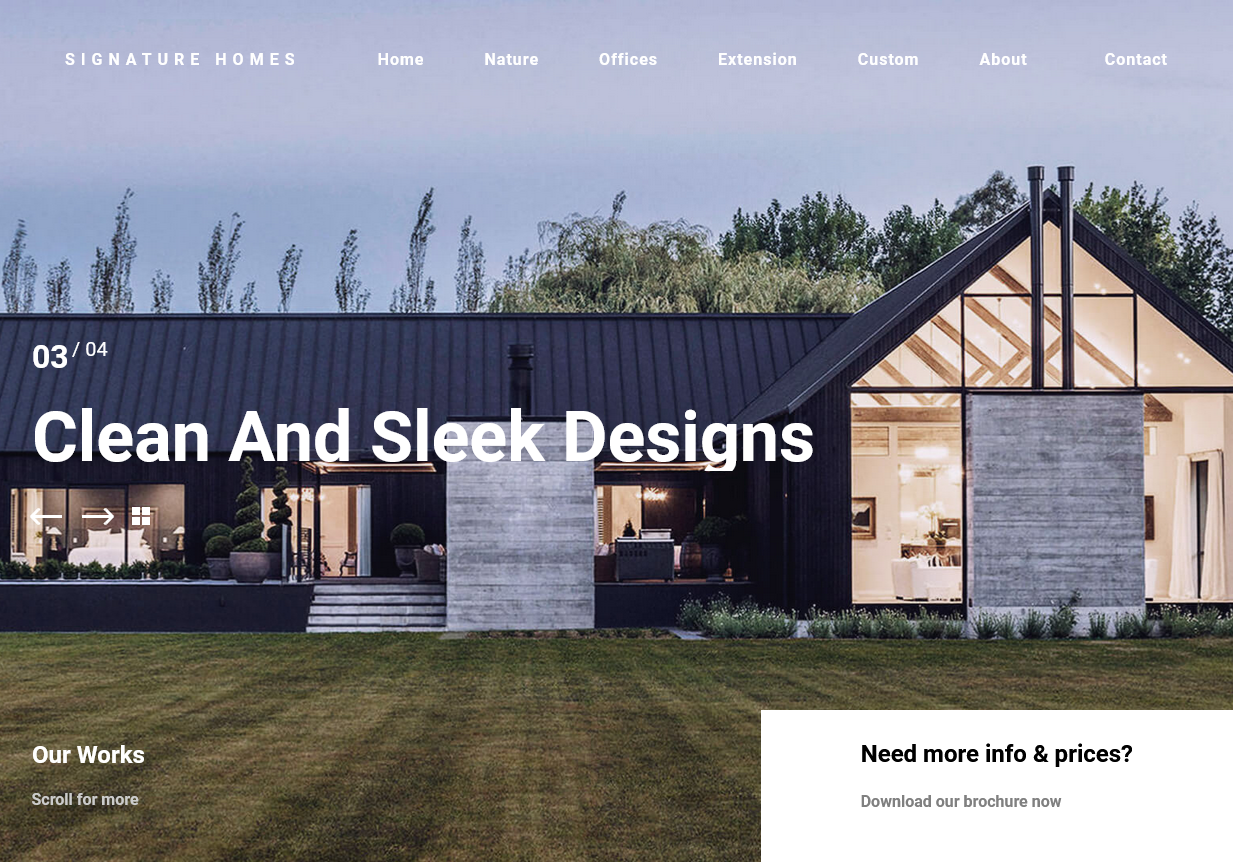 SIGNATURE HOMES Home Nature Offices Extension Custom About Contact
03 / 04
Clean And Sleek Designs
Our Works
Need more info & prices?
Scroll for more
Download our brochure now